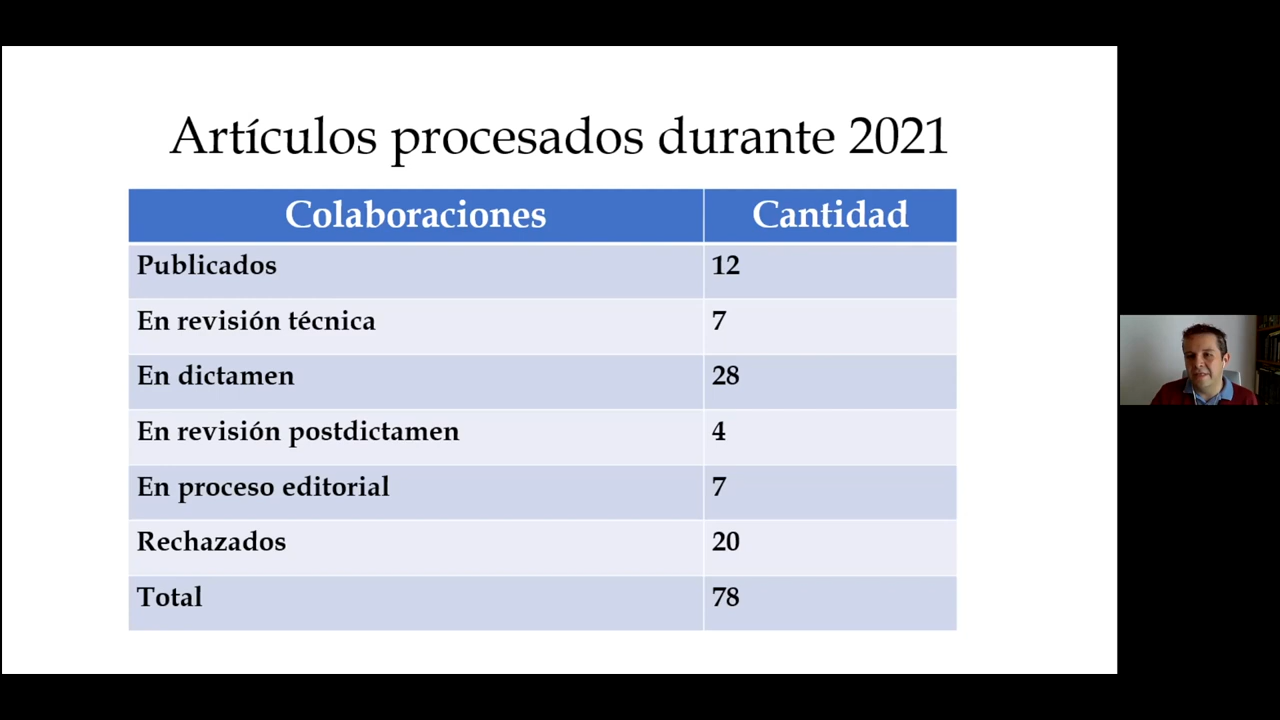 Artículos procesados durante 2021
Colaboraciones Cantidad
Publicados 12
En revisión técnica 7
En dictamen 28
En revisión postdictamen 4
En proceso editorial 7
Rechazados 20
Total 78